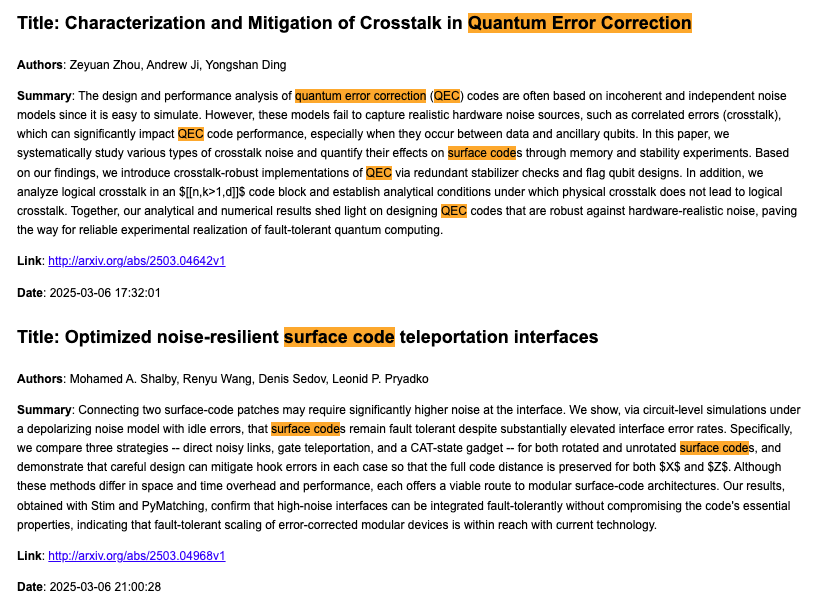 Title: Characterization and Mitigation of Crosstalk in Quantum Error Correction
Authors: Zeyuan Zhou, Andrew Ji, Yongshan Ding
Summary: The design and performance analysis of quantum error correction (QEC) codes are often based on incoherent and independent noise
models since it is easy to simulate. However, these models fail to capture realistic hardware noise sources, such as correlated errors (crosstalk),
which can significantly impact QEC code performance, especially when they occur between data and ancillary qubits. In this paper, we
systematically study various types of crosstalk noise and quantify their effects on surface codes through memory and stability experiments. Based
on our findings, we introduce crosstalk-robust implementations of QEC via redundant stabilizer checks and flag qubit designs. In addition, we
analyze logical crosstalk in an $[[n,k>1,d]]$ code block and establish analytical conditions under which physical crosstalk does not lead to logical
crosstalk. Together, our analytical and numerical results shed light on designing QEC codes that are robust against hardware-realistic noise, paving
the way for reliable experimental realization of fault-tolerant quantum computing.
Link: http://arxiv.org/abs/2503.04642v1
Date: 2025-03-06 17:32:01
Title: Optimized noise-resilient surface code teleportation interfaces
Authors: Mohamed A. Shalby, Renyu Wang, Denis Sedov, Leonid P. Pryadko
Summary: Connecting two surface-code patches may require significantly higher noise at the interface. We show, via circuit-level simulations under
a depolarizing noise model with idle errors, that surface codes remain fault tolerant despite substantially elevated interface error rates. Specifically,
we compare three strategies -- direct noisy links, gate teleportation, and a CAT-state gadget -- for both rotated and unrotated surface codes, and
demonstrate that careful design can mitigate hook errors in each case so that the full code distance is preserved for both $X$ and $Z$. Although
these methods differ in space and time overhead and performance, each offers a viable route to modular surface-code architectures. Our results,
obtained with Stim and PyMatching, confirm that high-noise interfaces can be integrated fault-tolerantly without compromising the code's essential
properties, indicating that fault-tolerant scaling of error-corrected modular devices is within reach with current technology.
Link: http://arxiv.org/abs/2503.04968v1
Date: 2025-03-06 21:00:28